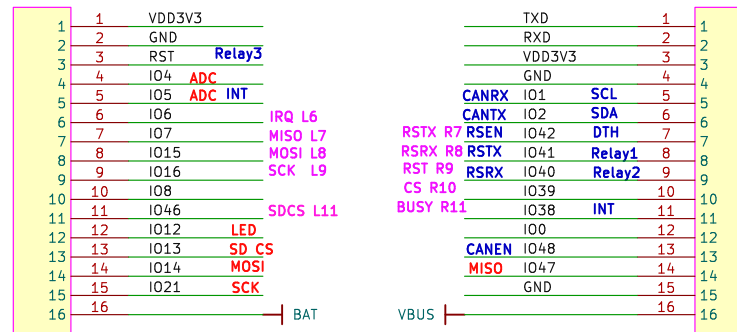 1 1 VDD3V3 TXD 1 1
2 2 GND RXD 2 2
3 3 RST Relay3 VDD3V3 3 3
4 4 IO4 ADC GND 4 4
5 5 IO5 ADC INT CANRX IO1 SCL 5 5
6 6 IO6 IRQ L6 CANTX IO2 SDA 6 6
7 7 IO7 MISO L7 RSTX R7 RSEN IO42 DTH 7 7
8 8 IO15 MOSI L8 RSRX R8 RSTX IO41 Relay1 8 8
9 9 IO16 SCK L9 RST R9 RSRX IO40 Relay2 9 9
10 10 IO8 CS R10 IO39 10 10
11 11 IO46 SDCS L11 BUSY R11 IO38 INT 11 11
12 12 IO12 LED IO0 12 12
13 13 IO13 SD CS CANEN IO48 13 13
14 14 IO14 MOSI MISO IO47 14 14
15 15 IO21 SCK GND 15 15
16 16 BAT VBUS 16 16